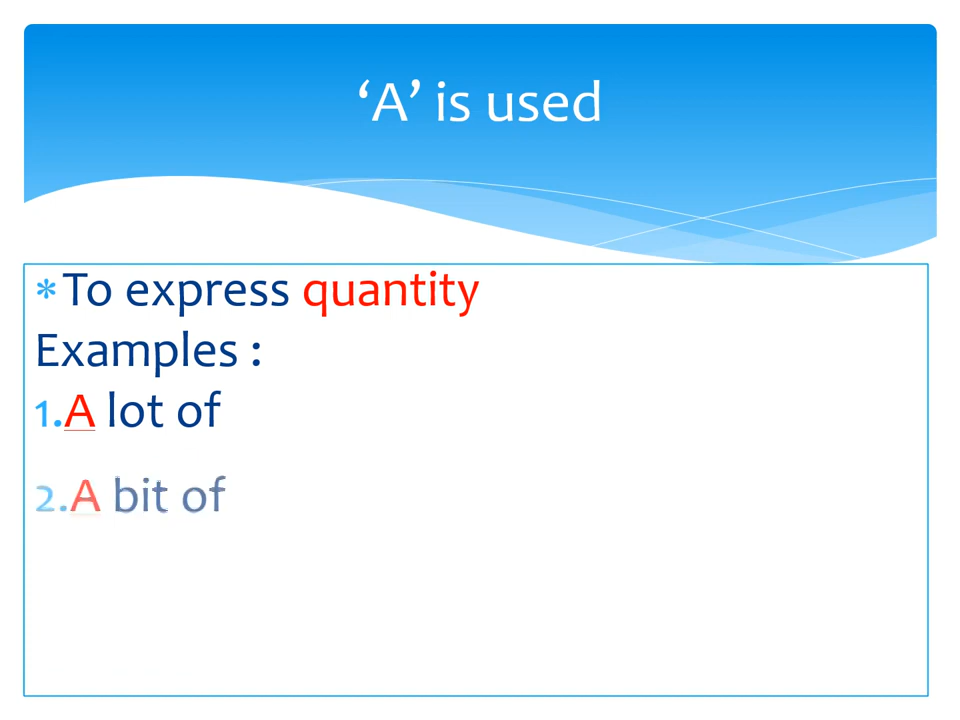 ‘A’ is used
* To express quantity
Examples :
1. A lot of
2. A bit of